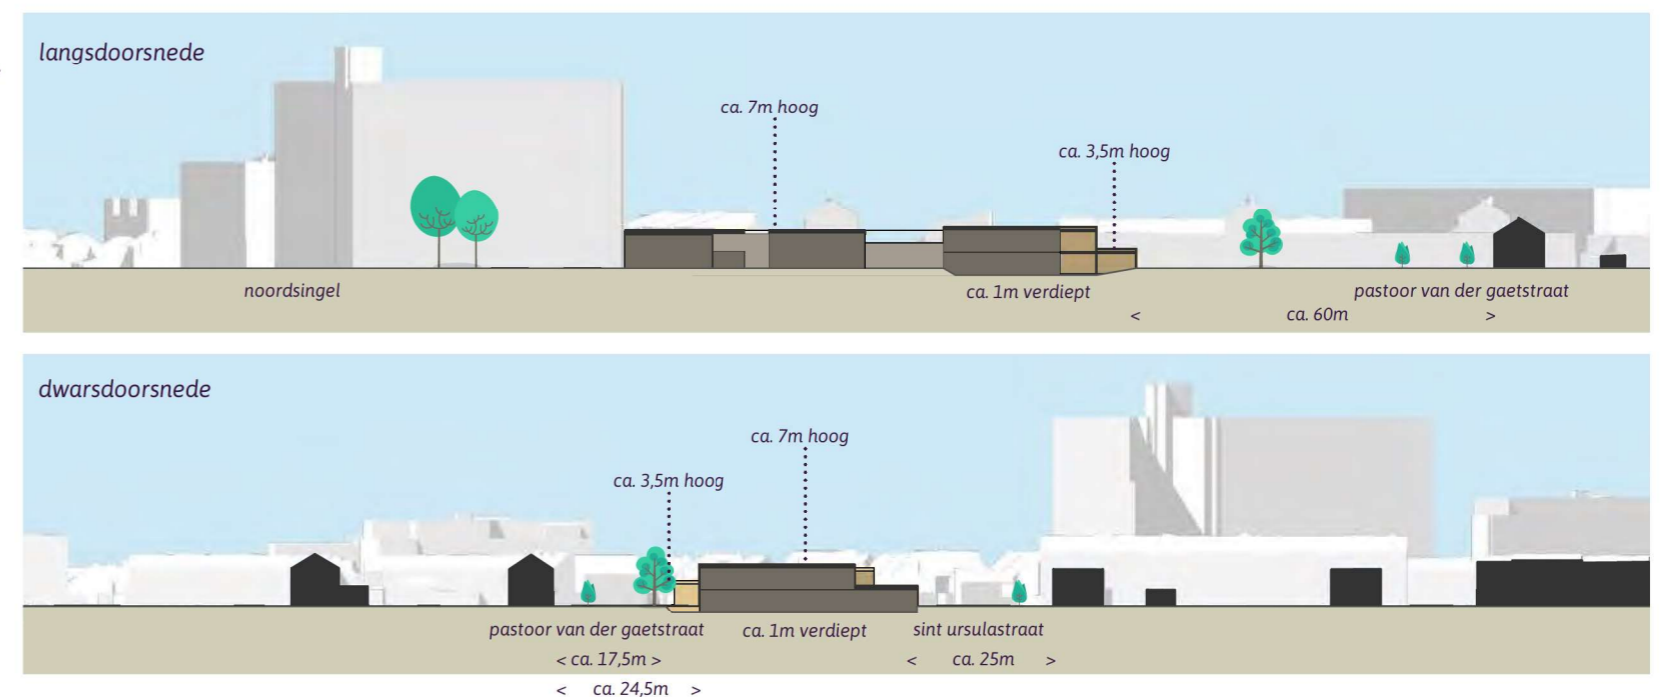 langsdoorsnede
ca. 7m hoog
ca. 3,5m hoog
noordsingel
ca. 1m verdiept
pastoor van der gaetstraat
< ca. 60m >
dwarsdoorsnede
ca. 7m hoog
ca. 3,5m hoog
pastoor van der gaetstraat
ca. 1m verdiept
sint ursulastraat
< ca. 17,5m >
< ca. 25m >
< ca. 24,5m >